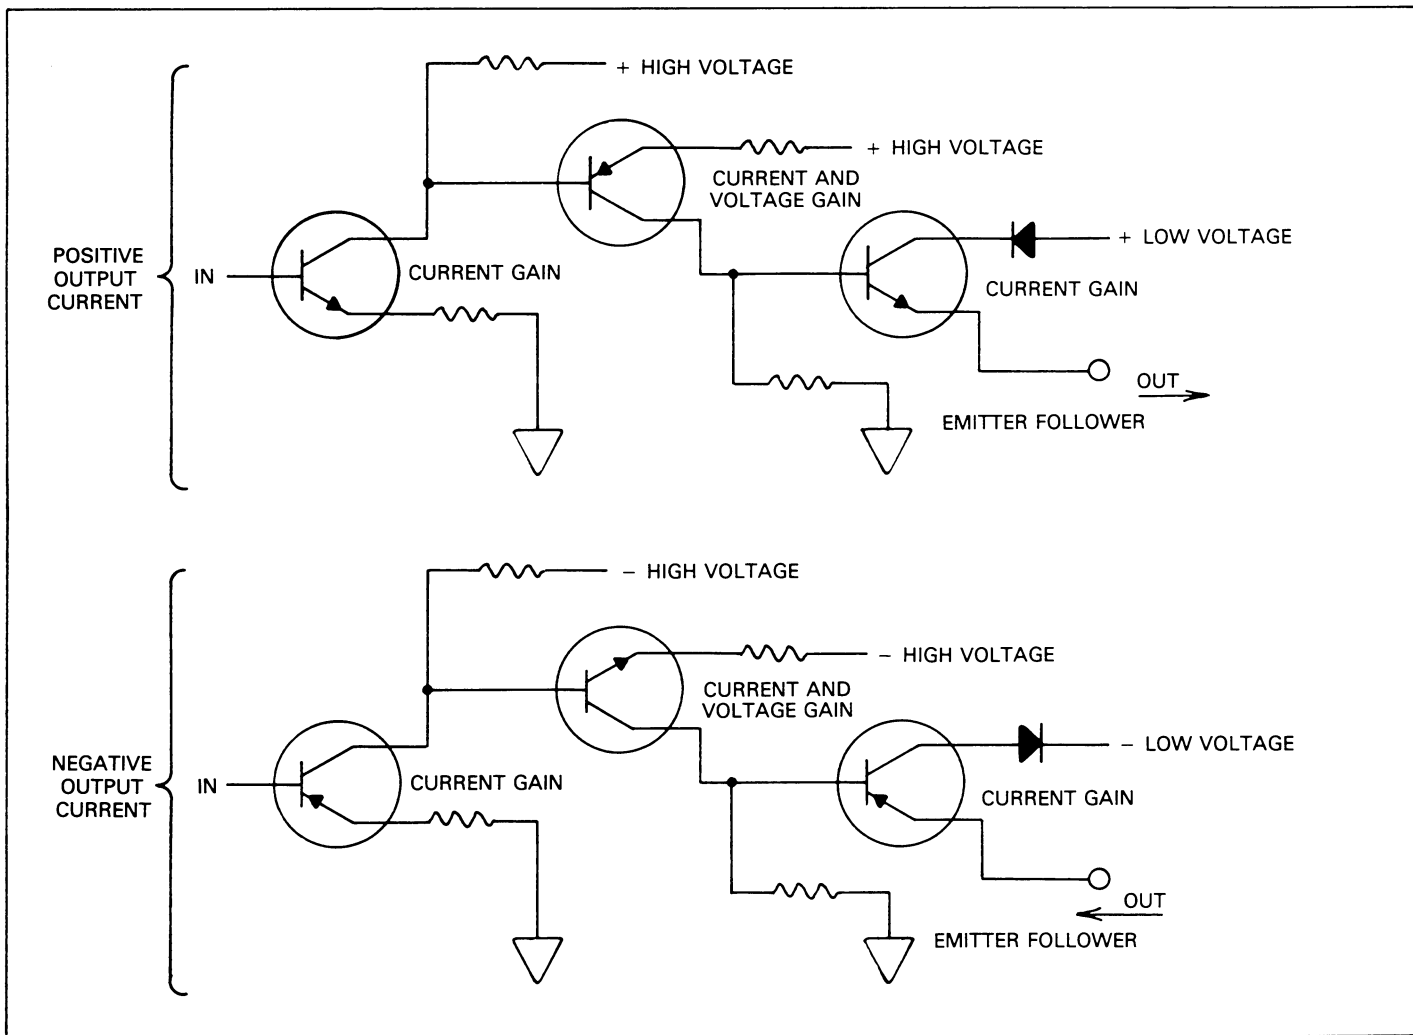 + HIGH VOLTAGE
+ HIGH VOLTAGE
CURRENT AND
VOLTAGE GAIN
POSITIVE
OUTPUT
CURRENT
IN
CURRENT GAIN
+ LOW VOLTAGE
CURRENT GAIN
OUT
EMITTER FOLLOWER
− HIGH VOLTAGE
− HIGH VOLTAGE
CURRENT AND
VOLTAGE GAIN
NEGATIVE
OUTPUT
CURRENT
IN
CURRENT GAIN
− LOW VOLTAGE
CURRENT GAIN
OUT
EMITTER FOLLOWER